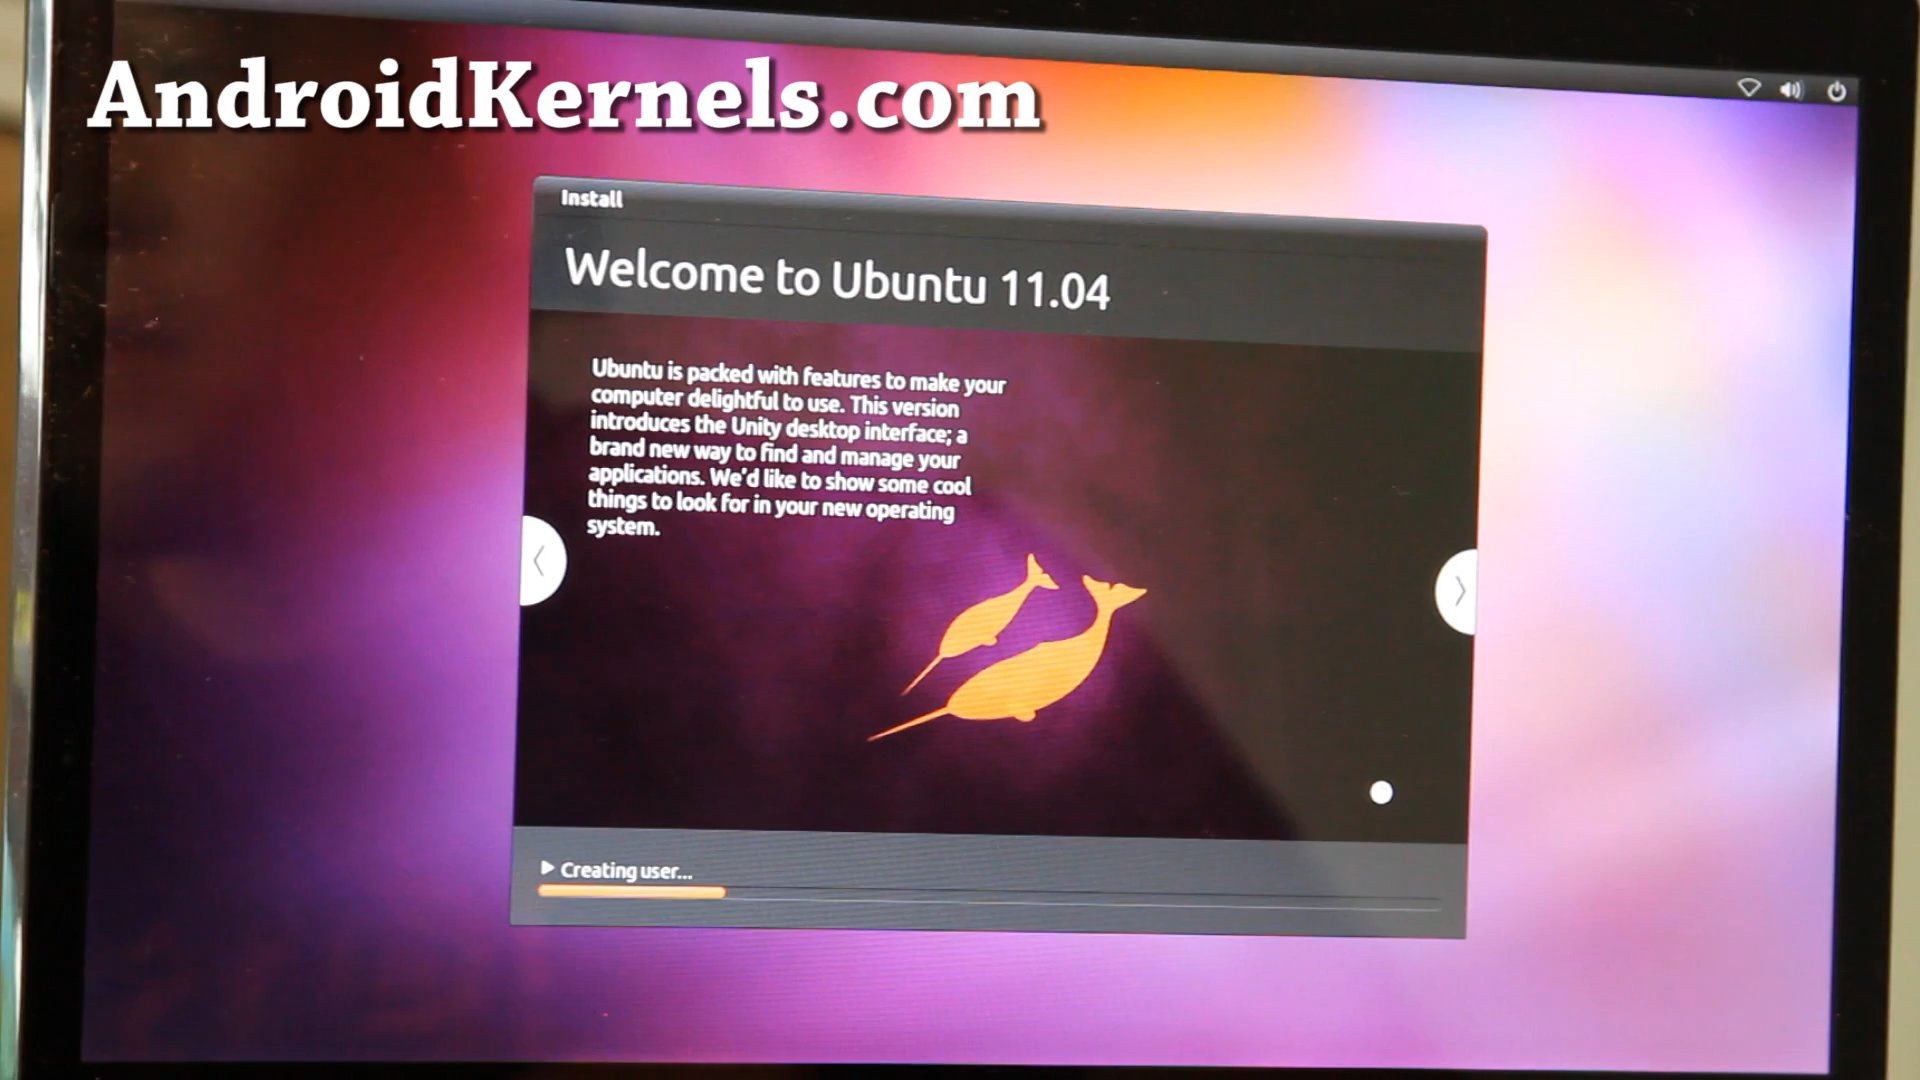 AndroidKernels.com
Install
Welcome to Ubuntu 11.04
Ubuntu is packed with features to make your
computer delightful to use. This version
introduces the Unity desktop interface; a
brand new way to find and manage your
applications. We'd like to show some cool
things to look for in your new operating
system.
Creating user...